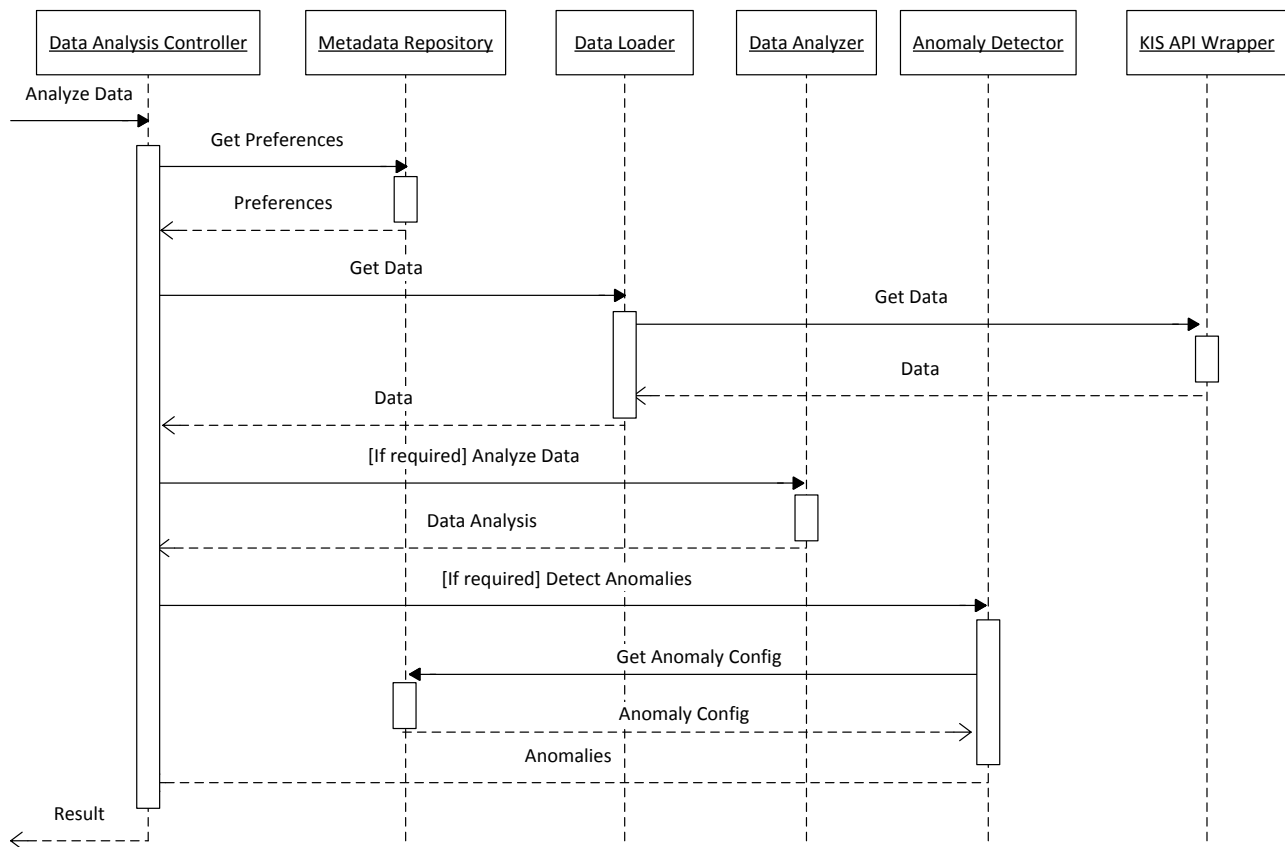 Data Analysis Controller
Metadata Repository
Data Loader
Data Analyzer
Anomaly Detector
KIS API Wrapper
Analyze Data
Get Preferences
Preferences
Get Data
Get Data
Data
Data
[If required] Analyze Data
Data Analysis
[If required] Detect Anomalies
Get Anomaly Config
Anomaly Config
Anomalies
Result